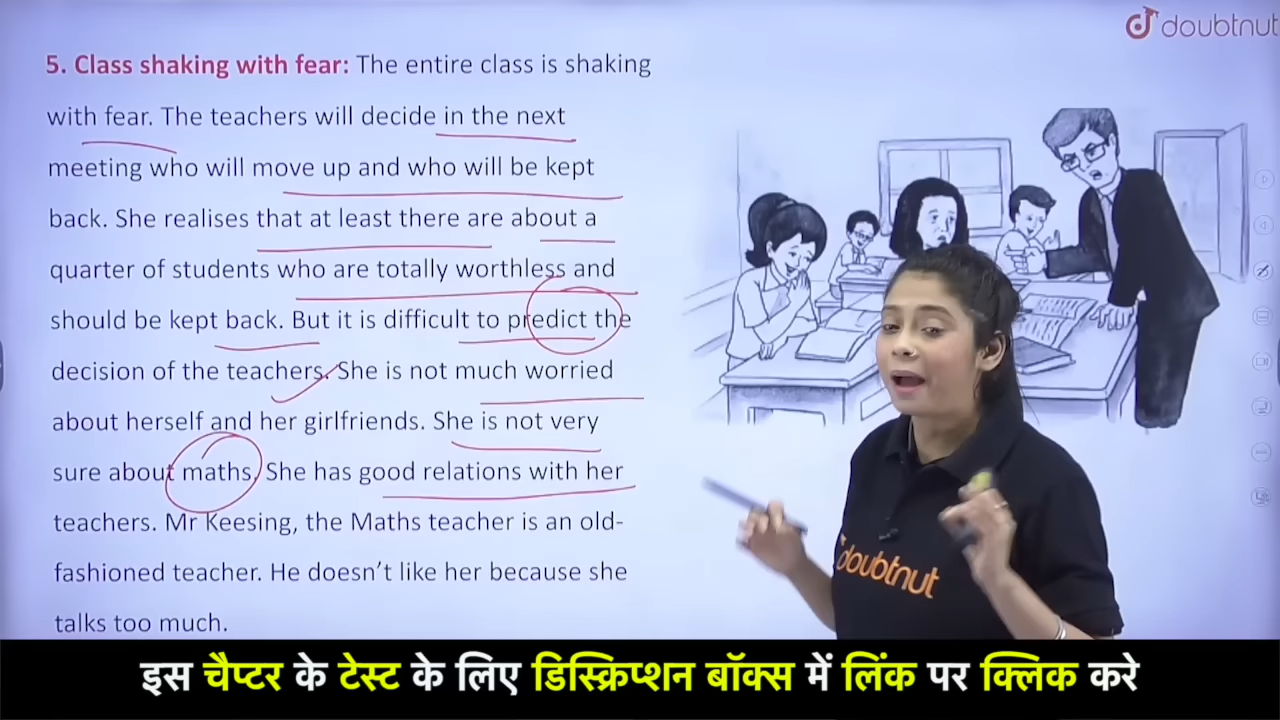 doubtnut
5. Class shaking with fear: The entire class is shaking
with fear. The teachers will decide in the next
meeting who will move up and who will be kept
back. She realises that at least there are about a
quarter of students who are totally worthless and
should be kept back. But it is difficult to predict the
decision of the teachers. She is not much worried
about herself and her girlfriends. She is not very
sure about maths. She has good relations with her
teachers. Mr Keesing, the Maths teacher is an old-
fashioned teacher. He doesn't like her because she
talks too much.
doubtnut
इस चैप्टर के टेस्ट के लिए डिस्क्रिप्शन बॉक्स में लिंक पर क्लिक करे